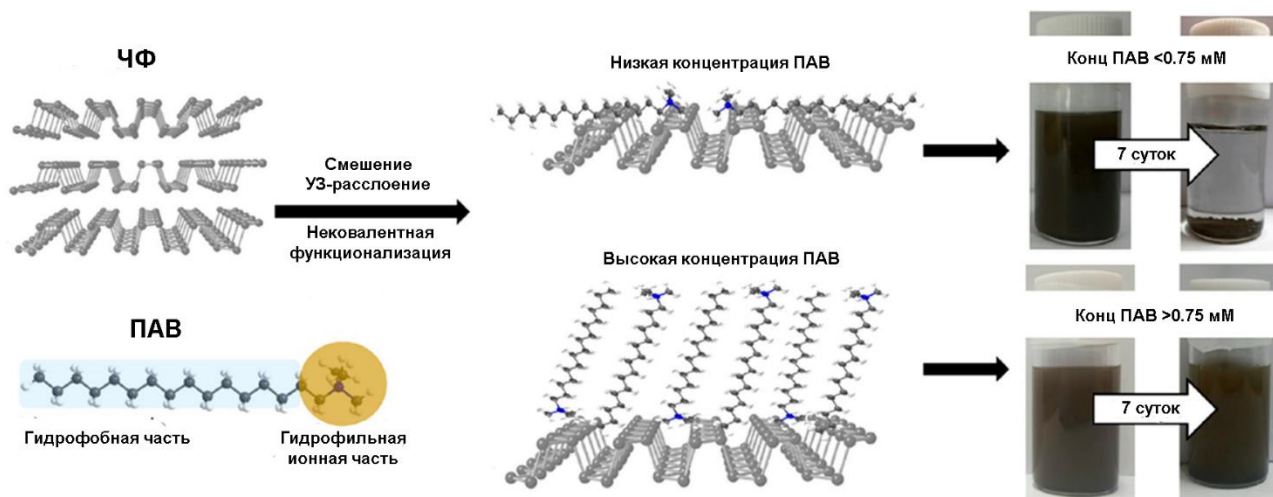 ЧФ
Смешение
УЗ-расслоение
Нековалентная
функционализация
ПАВ
Гидрофобная часть
Гидрофильная
ионная часть
Низкая концентрация ПАВ
Высокая концентрация ПАВ
Конц ПАВ <0.75 мМ
7 суток
Конц ПАВ >0.75 мМ
7 суток